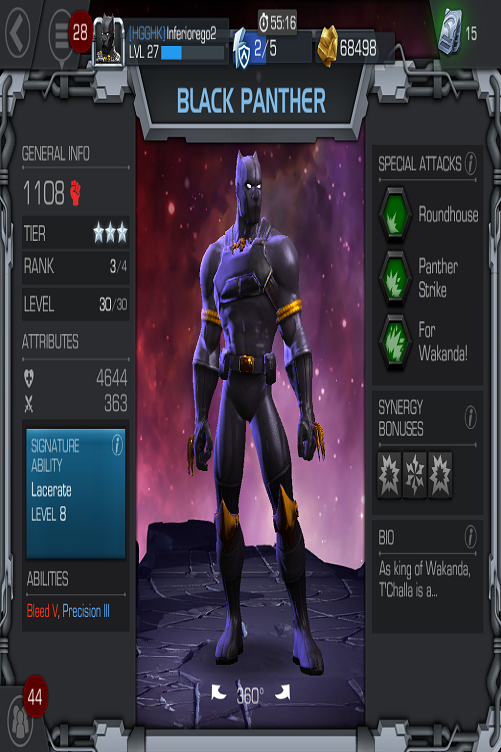 28
[HGGHK] Inferiorego2
LVL 27
55:16
2/5
68498
15
BLACK PANTHER
GENERAL INFO
1108
TIER
RANK 3/4
LEVEL 30/30
ATTRIBUTES
4644
363
SIGNATURE
ABILITY
Lacerate
LEVEL 8
ABILITIES
Bleed V, Precision III
360°
SPECIAL ATTACKS
Roundhouse
Panther
Strike
For
Wakanda!
SYNERGY
BONUSES
BIO
As king of Wakanda,
T'Challa is a...
44